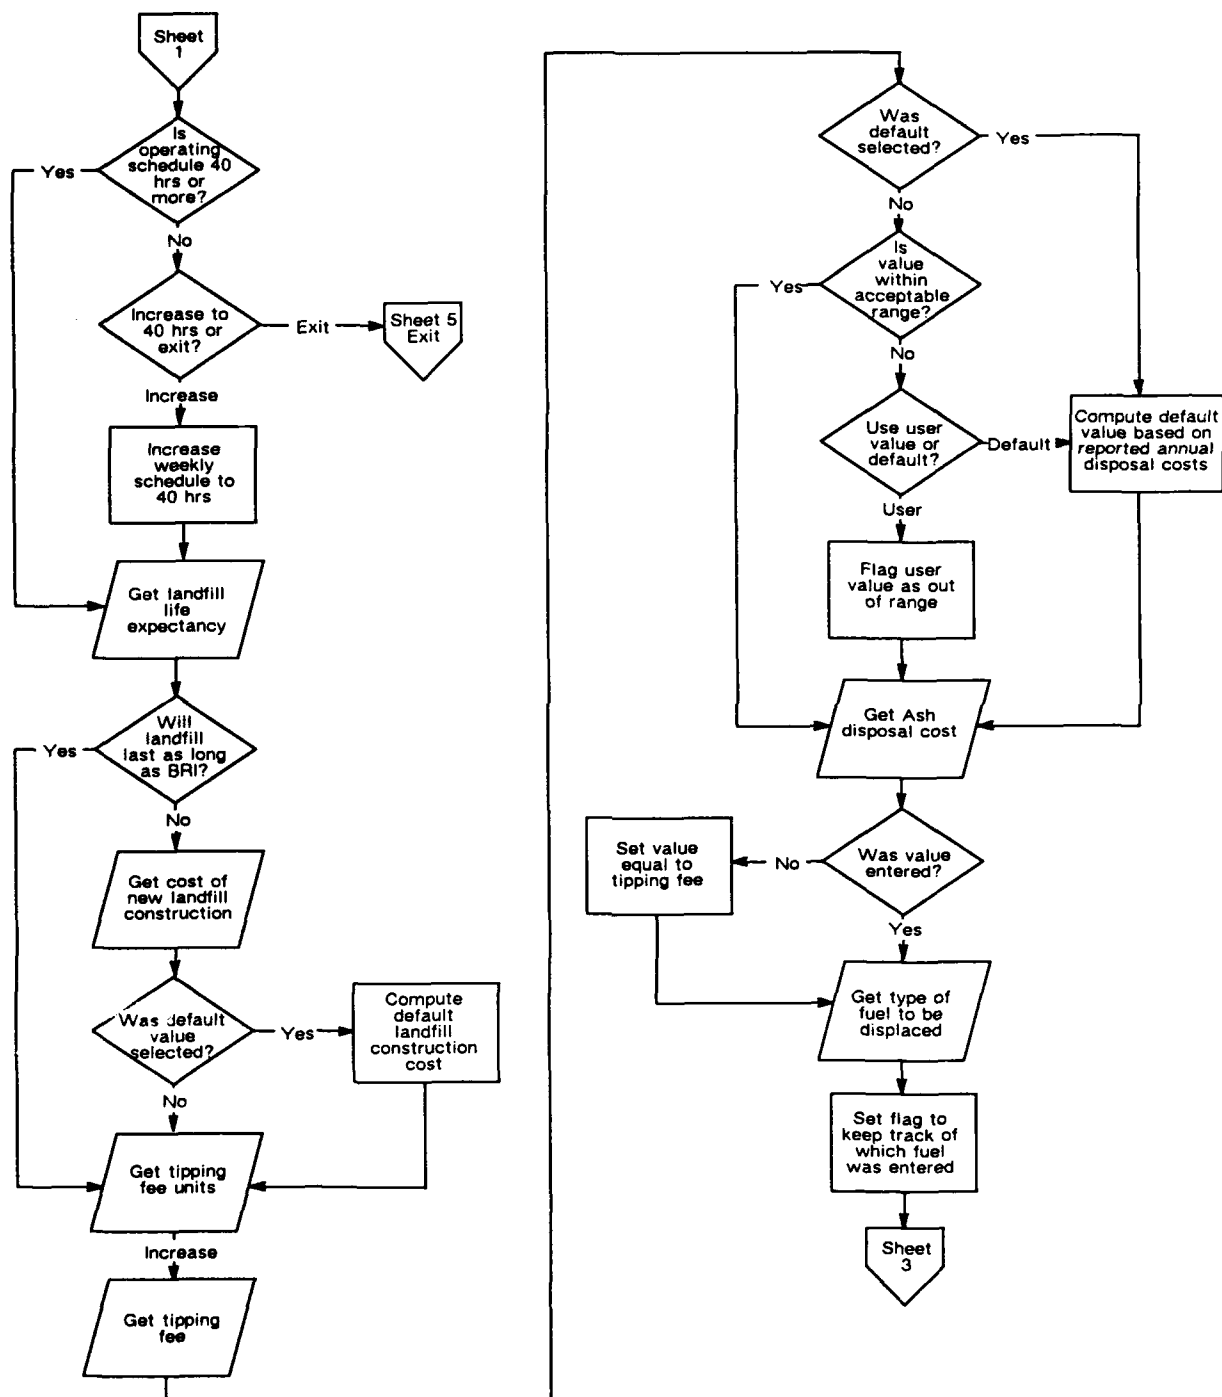 Sheet
1
Is
operating
schedule 40
hrs or
more?
Yes
No
Increase to
40 hrs or
exit?
Exit
Sheet 5
Exit
Increase
Increase
weekly
schedule to
40 hrs
Get landfill
life
expectancy
Will
landfill
last as long
as BRI?
Yes
No
Get cost of
new landfill
construction
Was default
value
selected?
Yes
Compute
default
landfill
construction
cost
No
Get tipping
fee units
Increase
Get tipping
fee
Was
default
selected?
Yes
No
Is
value
within
acceptable
range?
Yes
No
Use user
value or
default?
Default
Compute default
value based on
reported annual
disposal costs
User
Flag user
value as out
of range
Get Ash
disposal cost
Was value
entered?
No
Set value
equal to
tipping fee
Yes
Get type of
fuel to be
displaced
Set flag to
keep track of
which fuel
was entered
Sheet
3